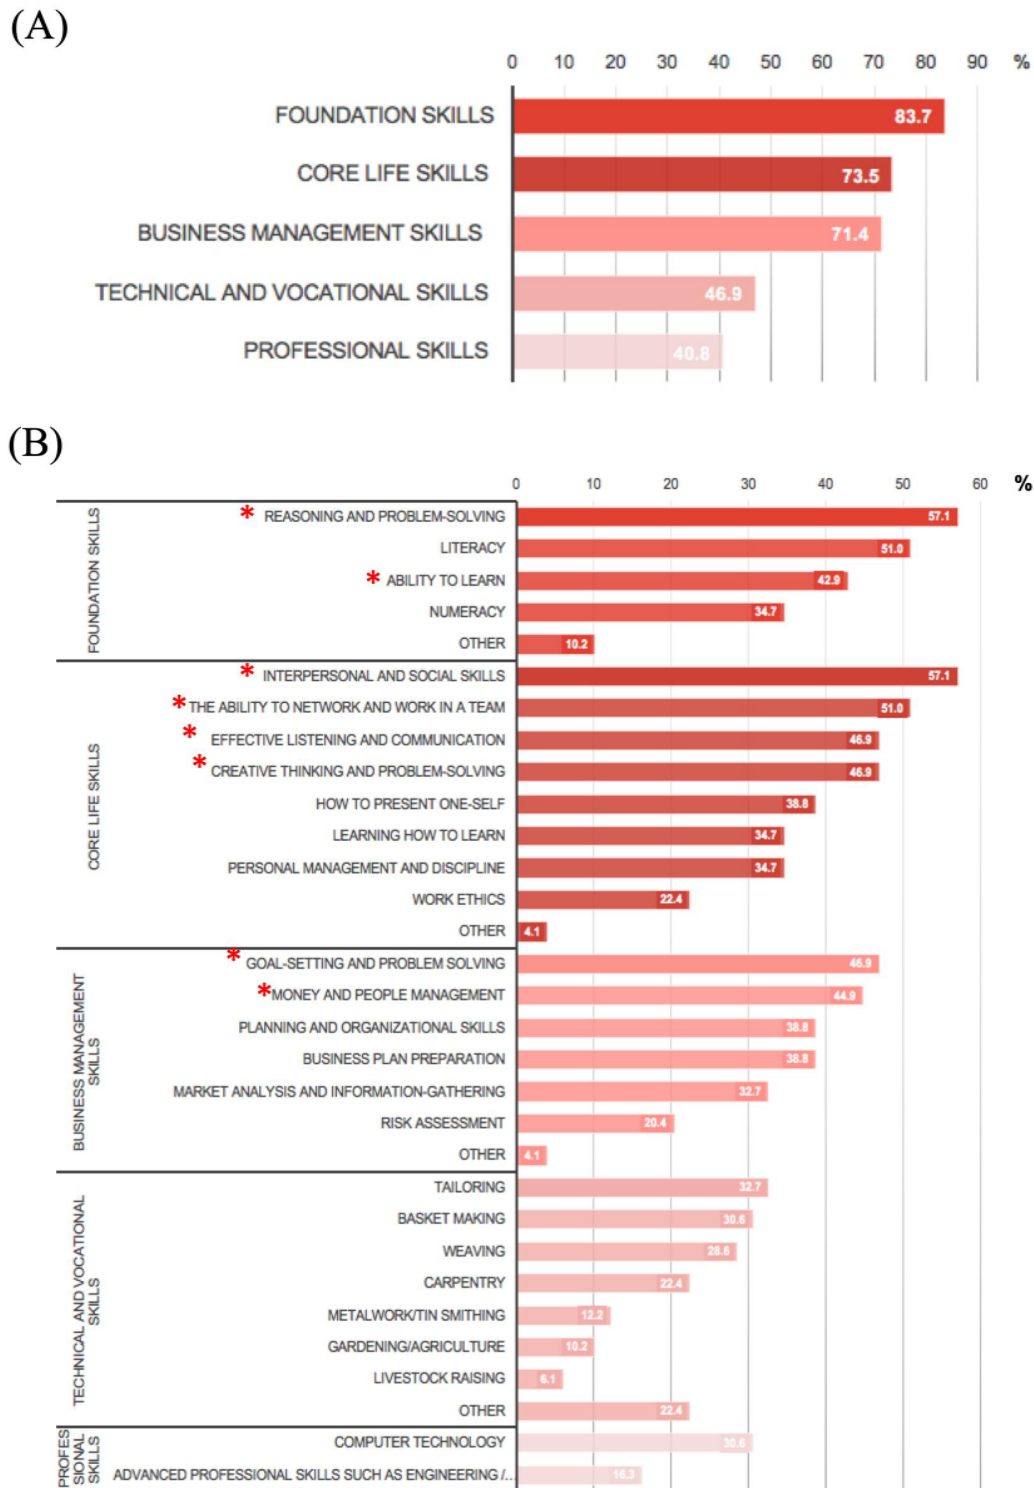 (A)
0 10 20 30 40 50 60 70 80 90 %
FOUNDATION SKILLS 83.7
CORE LIFE SKILLS 73.5
BUSINESS MANAGEMENT SKILLS 71.4
TECHNICAL AND VOCATIONAL SKILLS 46.9
PROFESSIONAL SKILLS 40.8
(B)
0 10 20 30 40 50 60 %
FOUNDATION SKILLS
* REASONING AND PROBLEM-SOLVING 57.1
LITERACY 51.0
* ABILITY TO LEARN 42.9
NUMERACY 34.7
OTHER 10.2
CORE LIFE SKILLS
* INTERPERSONAL AND SOCIAL SKILLS 57.1
* THE ABILITY TO NETWORK AND WORK IN A TEAM 51.0
* EFFECTIVE LISTENING AND COMMUNICATION 46.9
* CREATIVE THINKING AND PROBLEM-SOLVING 46.9
HOW TO PRESENT ONE-SELF 38.8
LEARNING HOW TO LEARN 34.7
PERSONAL MANAGEMENT AND DISCIPLINE 34.7
WORK ETHICS 22.4
OTHER 4.1
BUSINESS MANAGEMENT
SKILLS
* GOAL-SETTING AND PROBLEM SOLVING 46.9
* MONEY AND PEOPLE MANAGEMENT 44.9
PLANNING AND ORGANIZATIONAL SKILLS 38.8
BUSINESS PLAN PREPARATION 38.8
MARKET ANALYSIS AND INFORMATION-GATHERING 32.7
RISK ASSESSMENT 20.4
OTHER 4.1
TECHNICAL AND VOCATIONAL
SKILLS
TAILORING 32.7
BASKET MAKING 30.6
WEAVING 28.6
CARPENTRY 22.4
METALWORK/TIN SMITHING 12.2
GARDENING/AGRICULTURE 10.2
LIVESTOCK RAISING 6.1
OTHER 22.4
PROFES
SIONAL
SKILLS
COMPUTER TECHNOLOGY 30.6
ADVANCED PROFESSIONAL SKILLS SUCH AS ENGINEERING /... 16.3